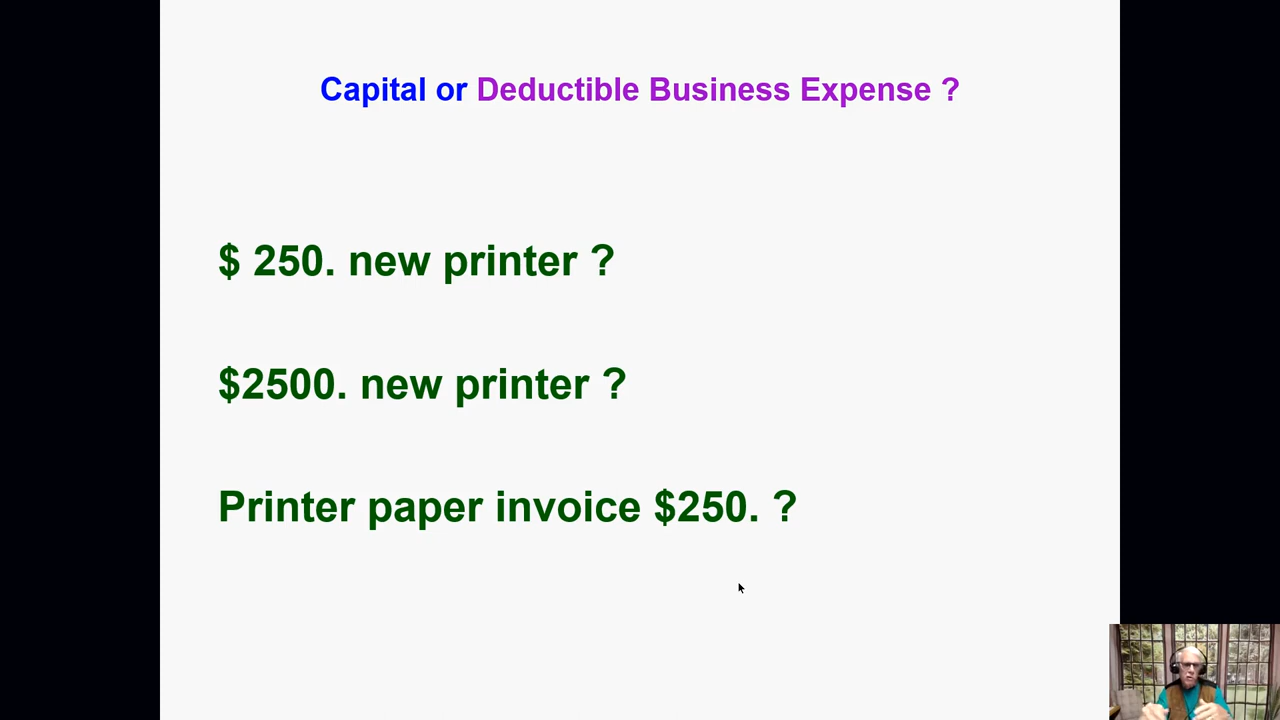 Capital or Deductible Business Expense ?
$ 250. new printer ?
$2500. new printer ?
Printer paper invoice $250. ?